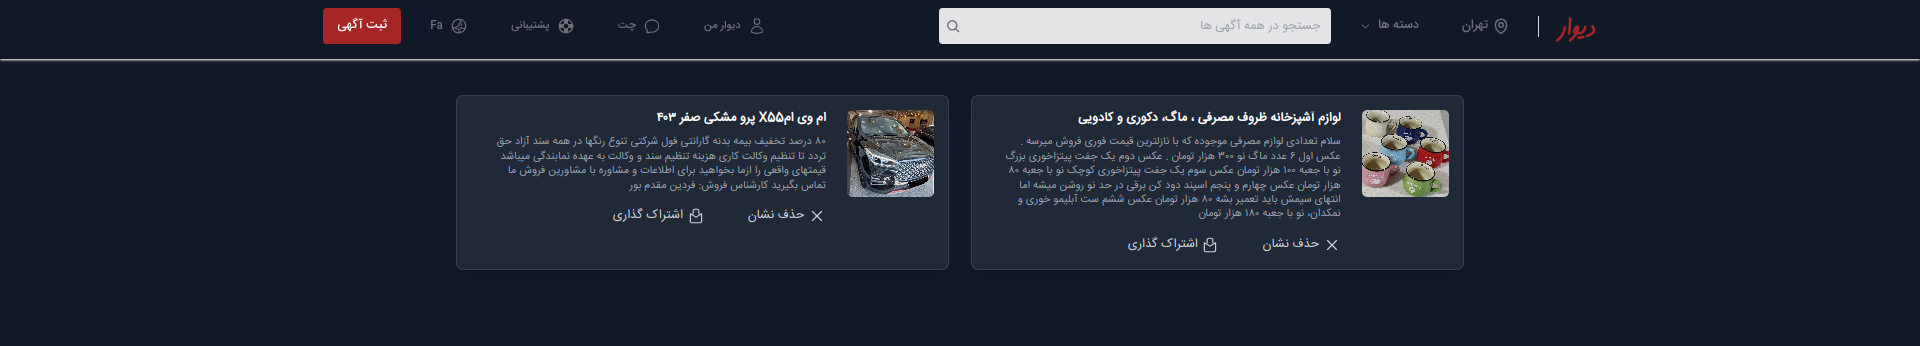 دیوار
تهران
دسته ها
جستجو در همه آگهی ها
دیوار من
چت
پشتیبانی
Fa
ثبت آگهی
لوازم آشپزخانه ظروف مصرفی ، ماگ، دکوری و کادویی
سلام تعدادی لوازم مصرفی موجوده که با نازلترین قیمت فوری فروش میرسه .
عکس اول ۶ عدد ماگ نو ۳۰۰ هزار تومان . عکس دوم یک جفت پیتزاخوری بزرگ
نو با جعبه ۱۰۰ هزار تومان عکس سوم یک جفت پیتزاخوری کوچک نو با جعبه ۸۰
هزار تومان عکس چهارم و پنجم اسپند دود کن برقی در حد نو روشن میشه اما
انتهای سیمش باید تعمیر بشه ۸۰ هزار تومان عکس ششم ست آبلیمو خوری و
نمکدان، نو با جعبه ۱۸۰ هزار تومان
حذف نشان
اشتراک گذاری
ام وی امX۵۵ پرو مشکی صفر ۴۰۳
۸۰ درصد تخفیف بیمه بدنه گارانتی فول شرکتی تنوع رنگها در همه سند آزاد حق
تردد تا تنظیم وکالت کاری هزینه تنظیم سند و وکالت به عهده نمابندگی میباشد
قیمتهای واقعی را ازما بخواهید برای اطلاعات و مشاوره با مشاورین فروش ما
تماس بگیرید کارشناس فروش: فردین مقدم بور
حذف نشان
اشتراک گذاری